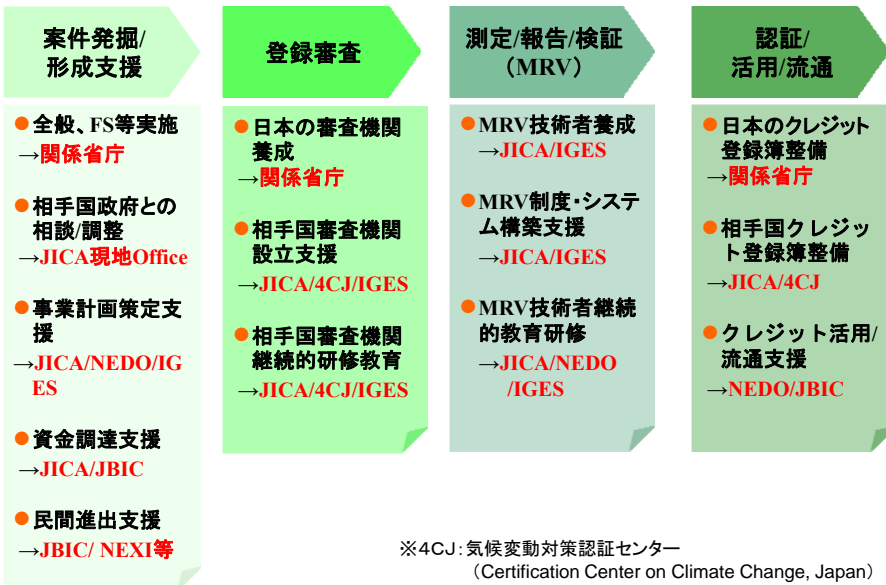 案件発掘/
形成支援
●全般、FS等実施
→関係省庁
●相手国政府との
相談/調整
→JICA現地Office
●事業計画策定支
援
→JICA/NEDO/IG
ES
●資金調達支援
→JICA/JBIC
●民間進出支援
→JBIC/ NEXI等
登録審査
●日本の審査機関
養成
→関係省庁
●相手国審査機関
設立支援
→JICA/4CJ/IGES
●相手国審査機関
継続的研修教育
→JICA/4CJ/IGES
測定/報告/検証
（MRV）
●MRV技術者養成
→JICA/IGES
●MRV制度・システ
ム構築支援
→JICA/IGES
●MRV技術者継続
的教育研修
→JICA/NEDO
/IGES
認証/
活用/流通
●日本のクレジット
登録簿整備
→関係省庁
●相手国クレジッ
ト登録簿整備
→JICA/4CJ
●クレジット活用/
流通支援
→NEDO/JBIC
※4CJ：気候変動対策認証センター
（Certification Center on Climate Change, Japan）